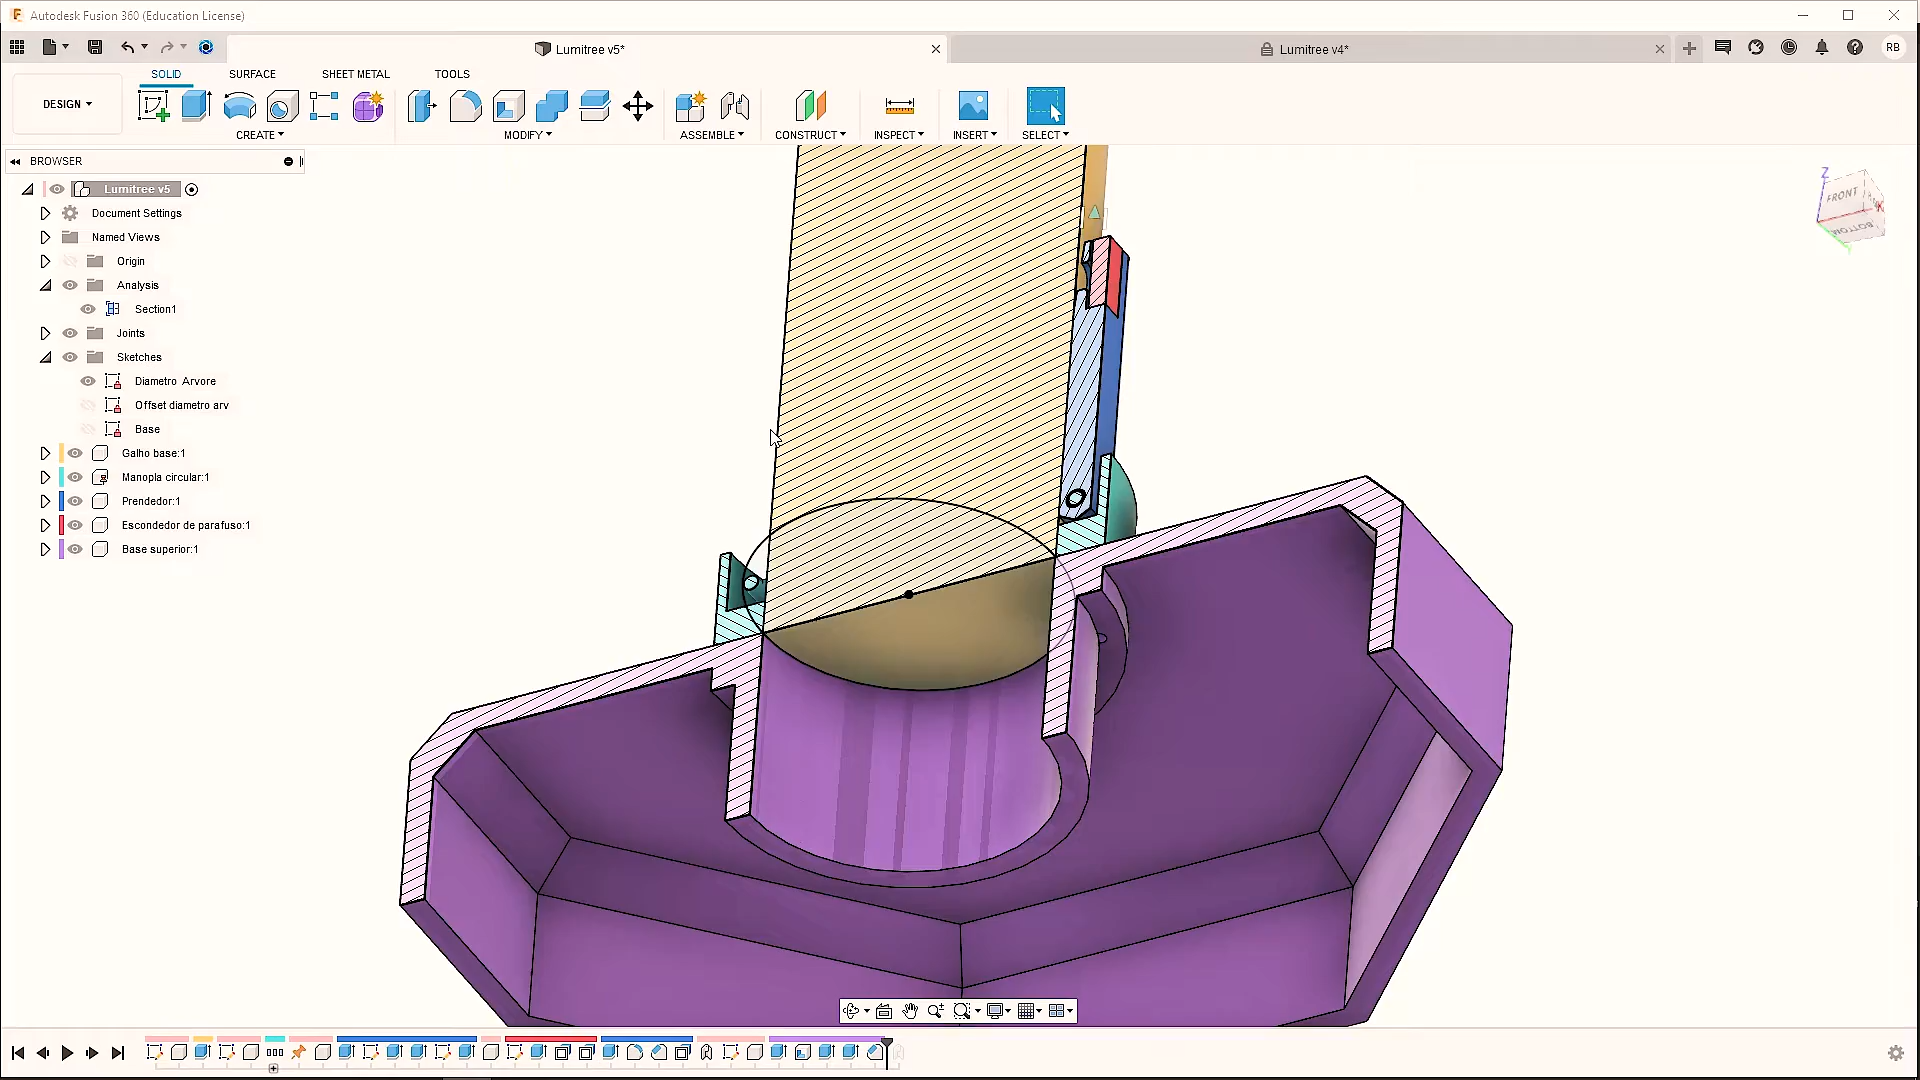 Autodesk Fusion 360 (Education License)
Lumitree v5*
Lumitree v4*
RB
SOLID
SURFACE
SHEET METAL
TOOLS
DESIGN
CREATE
MODIFY
ASSEMBLE
CONSTRUCT
INSPECT
INSERT
SELECT
BROWSER
Lumitree v5
Document Settings
Named Views
Origin
Analysis
Section1
Joints
Sketches
Diametro Arvore
Offset diametro arv
Base
Galho base:1
Manopla circular:1
Prendedor:1
Escondedor de parafuso:1
Base superior:1
Z
FRONT
X
BOTTOM